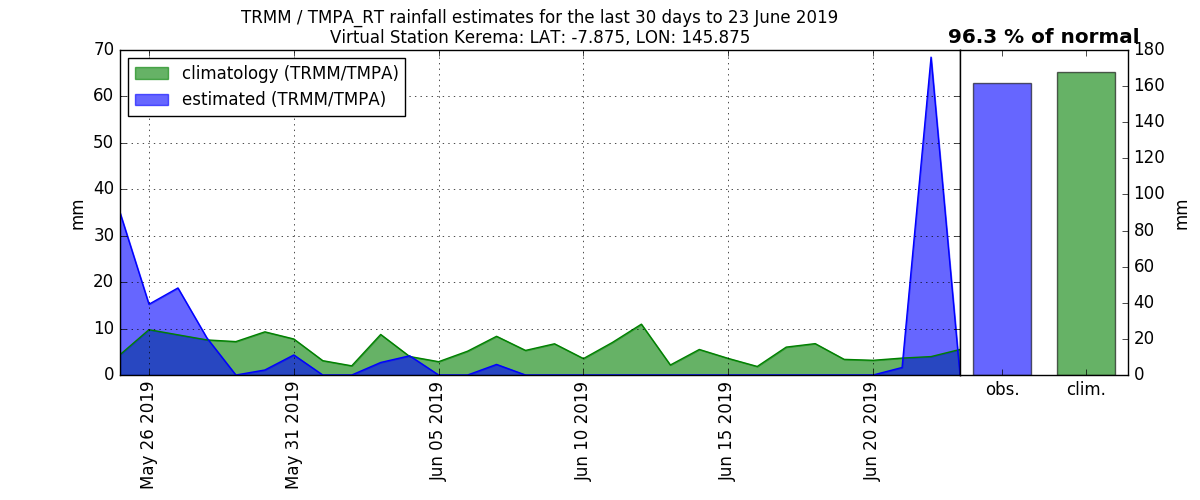 TRMM / TMPA_RT rainfall estimates for the last 30 days to 23 June 2019
Virtual Station Kerema: LAT: -7.875, LON: 145.875
96.3 % of normal
climatology (TRMM/TMPA)
estimated (TRMM/TMPA)
70
60
50
40
30
20
10
0
mm
May 26 2019
May 31 2019
Jun 05 2019
Jun 10 2019
Jun 15 2019
Jun 20 2019
obs.
clim.
180
160
140
120
100
80
60
40
20
0
mm